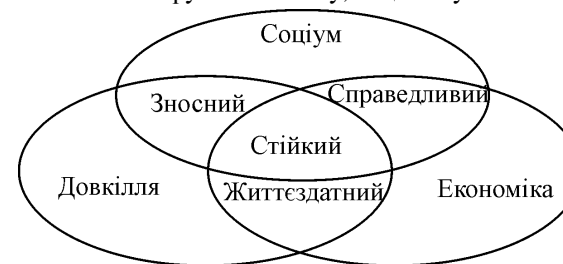 Соціум
Зносний
Справедливий
Стійкий
Довкілля
Життєздатний
Економіка